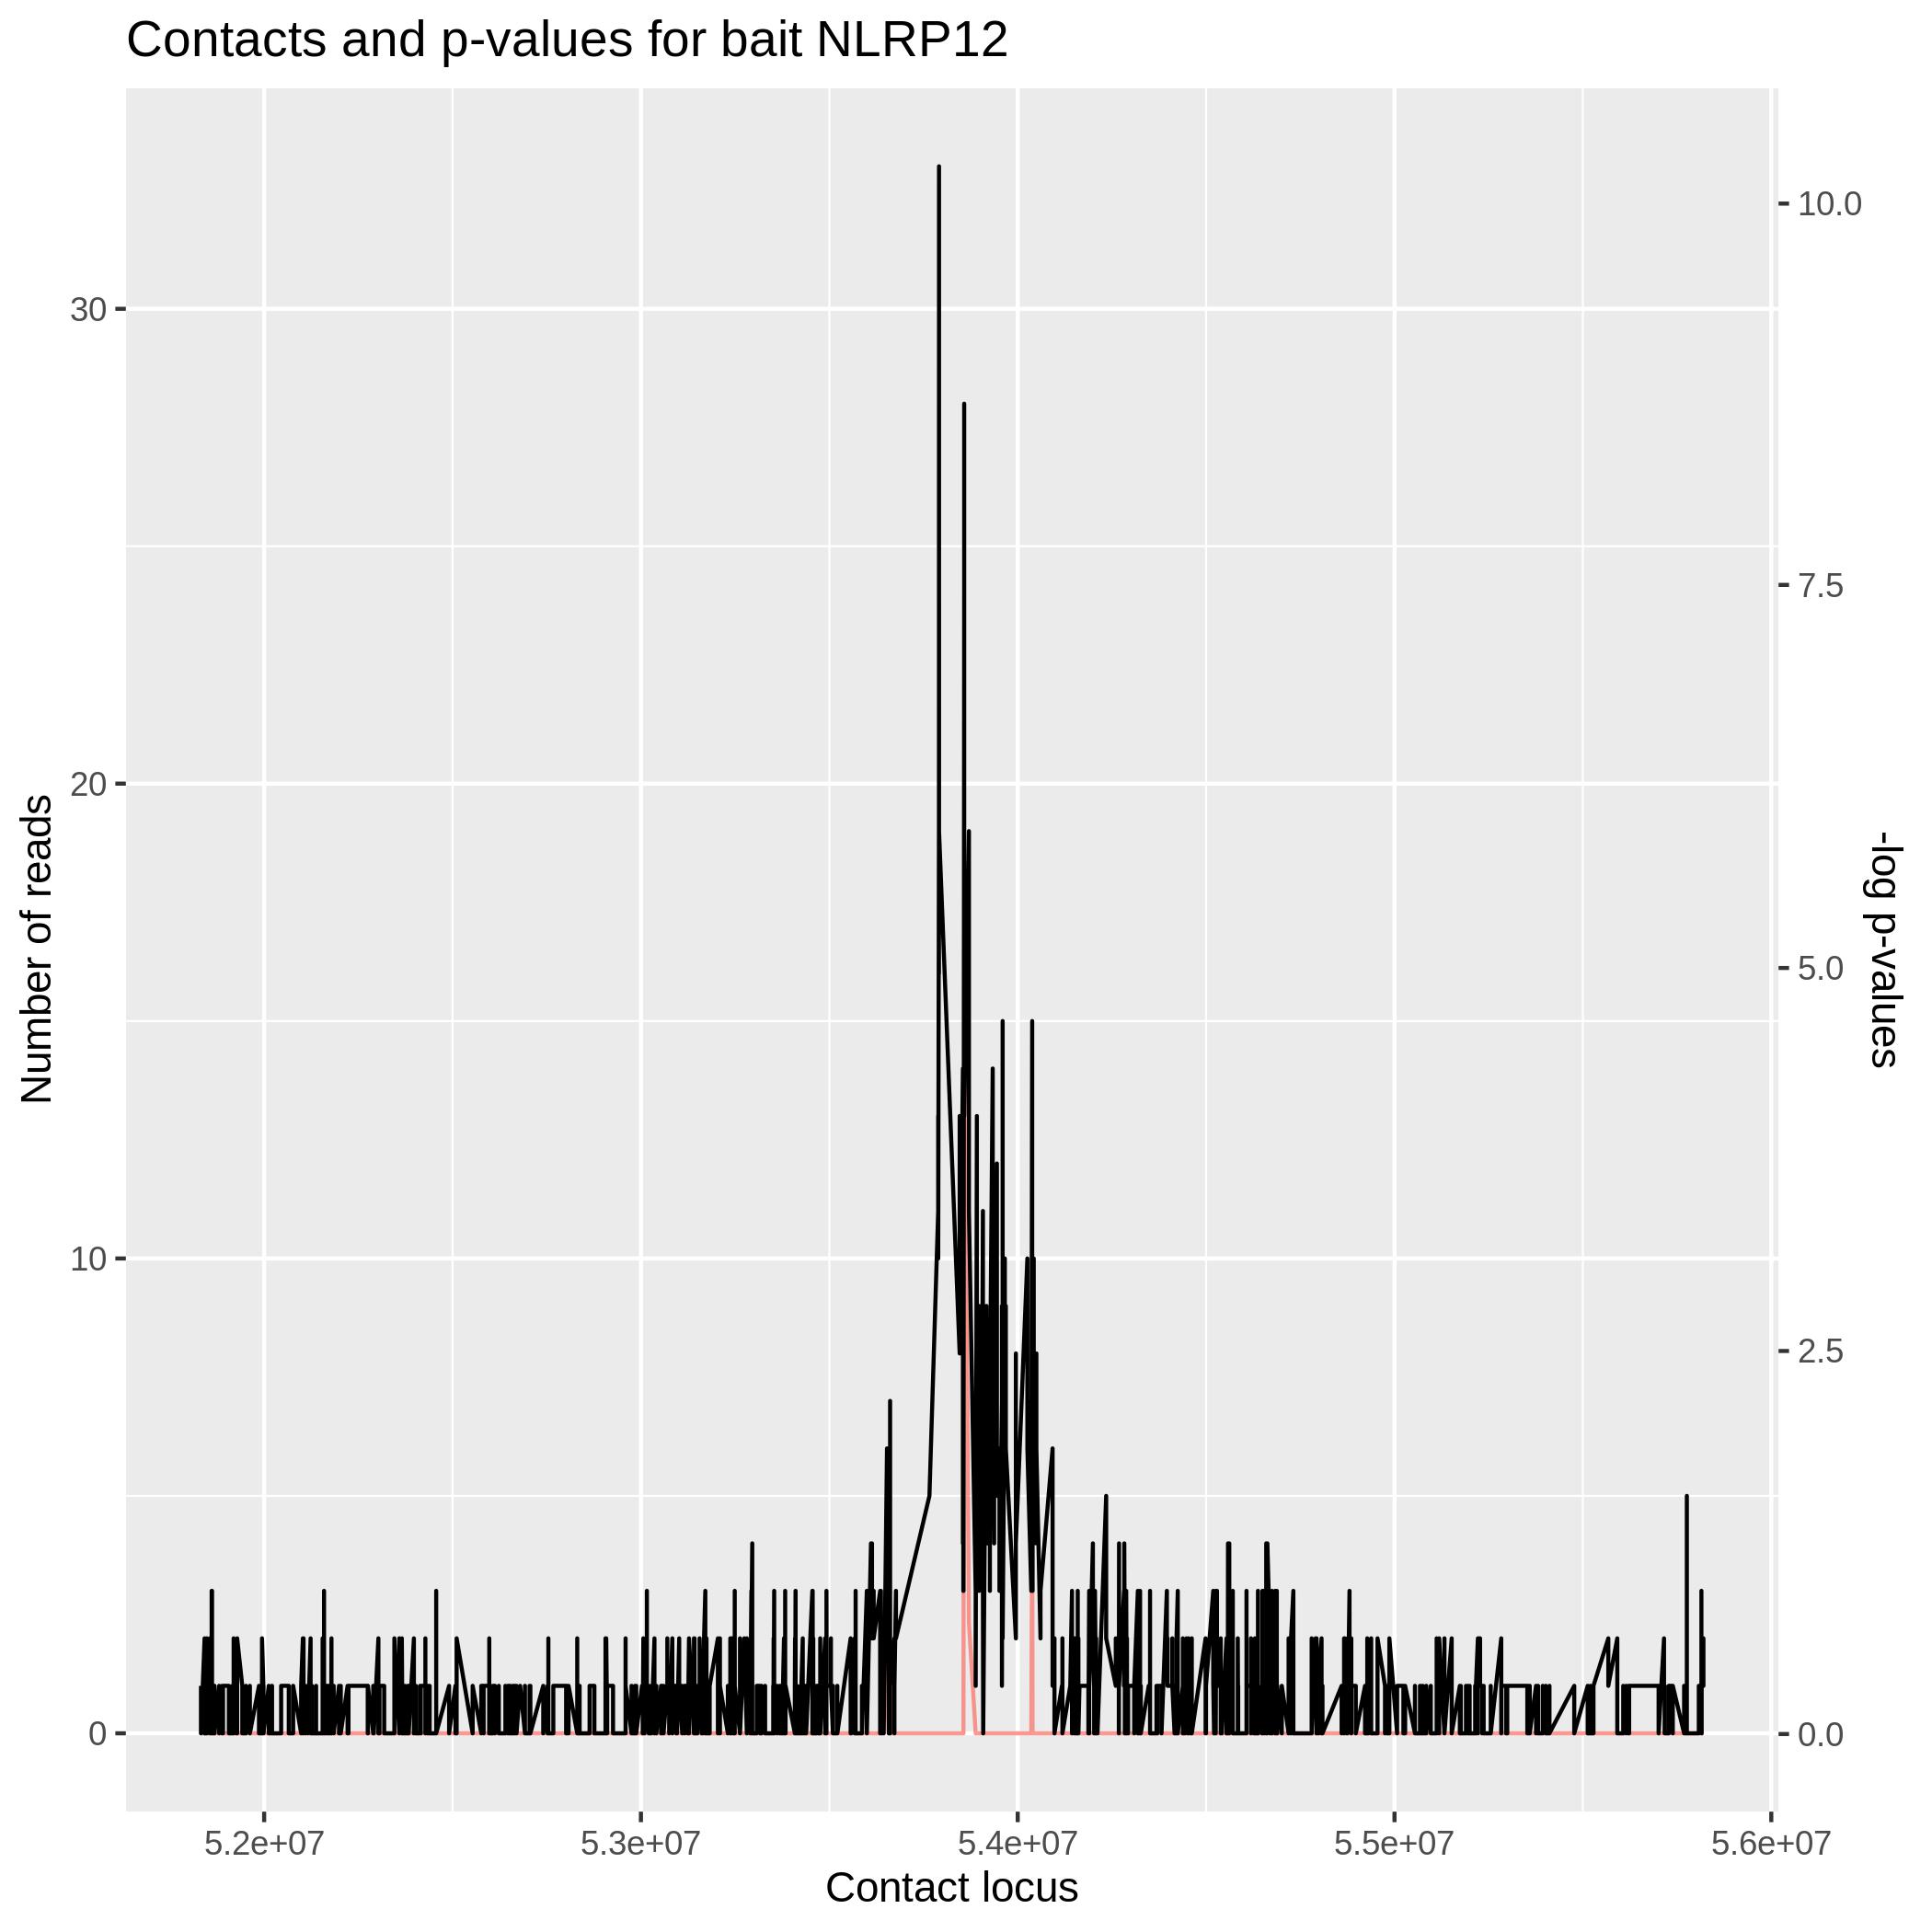 Contacts and p-values for bait NLRP12
30
20
10
0
Number of reads
10.0
7.5
5.0
2.5
0.0
-log p-values
5.2e+07
5.3e+07
5.4e+07
5.5e+07
5.6e+07
Contact locus